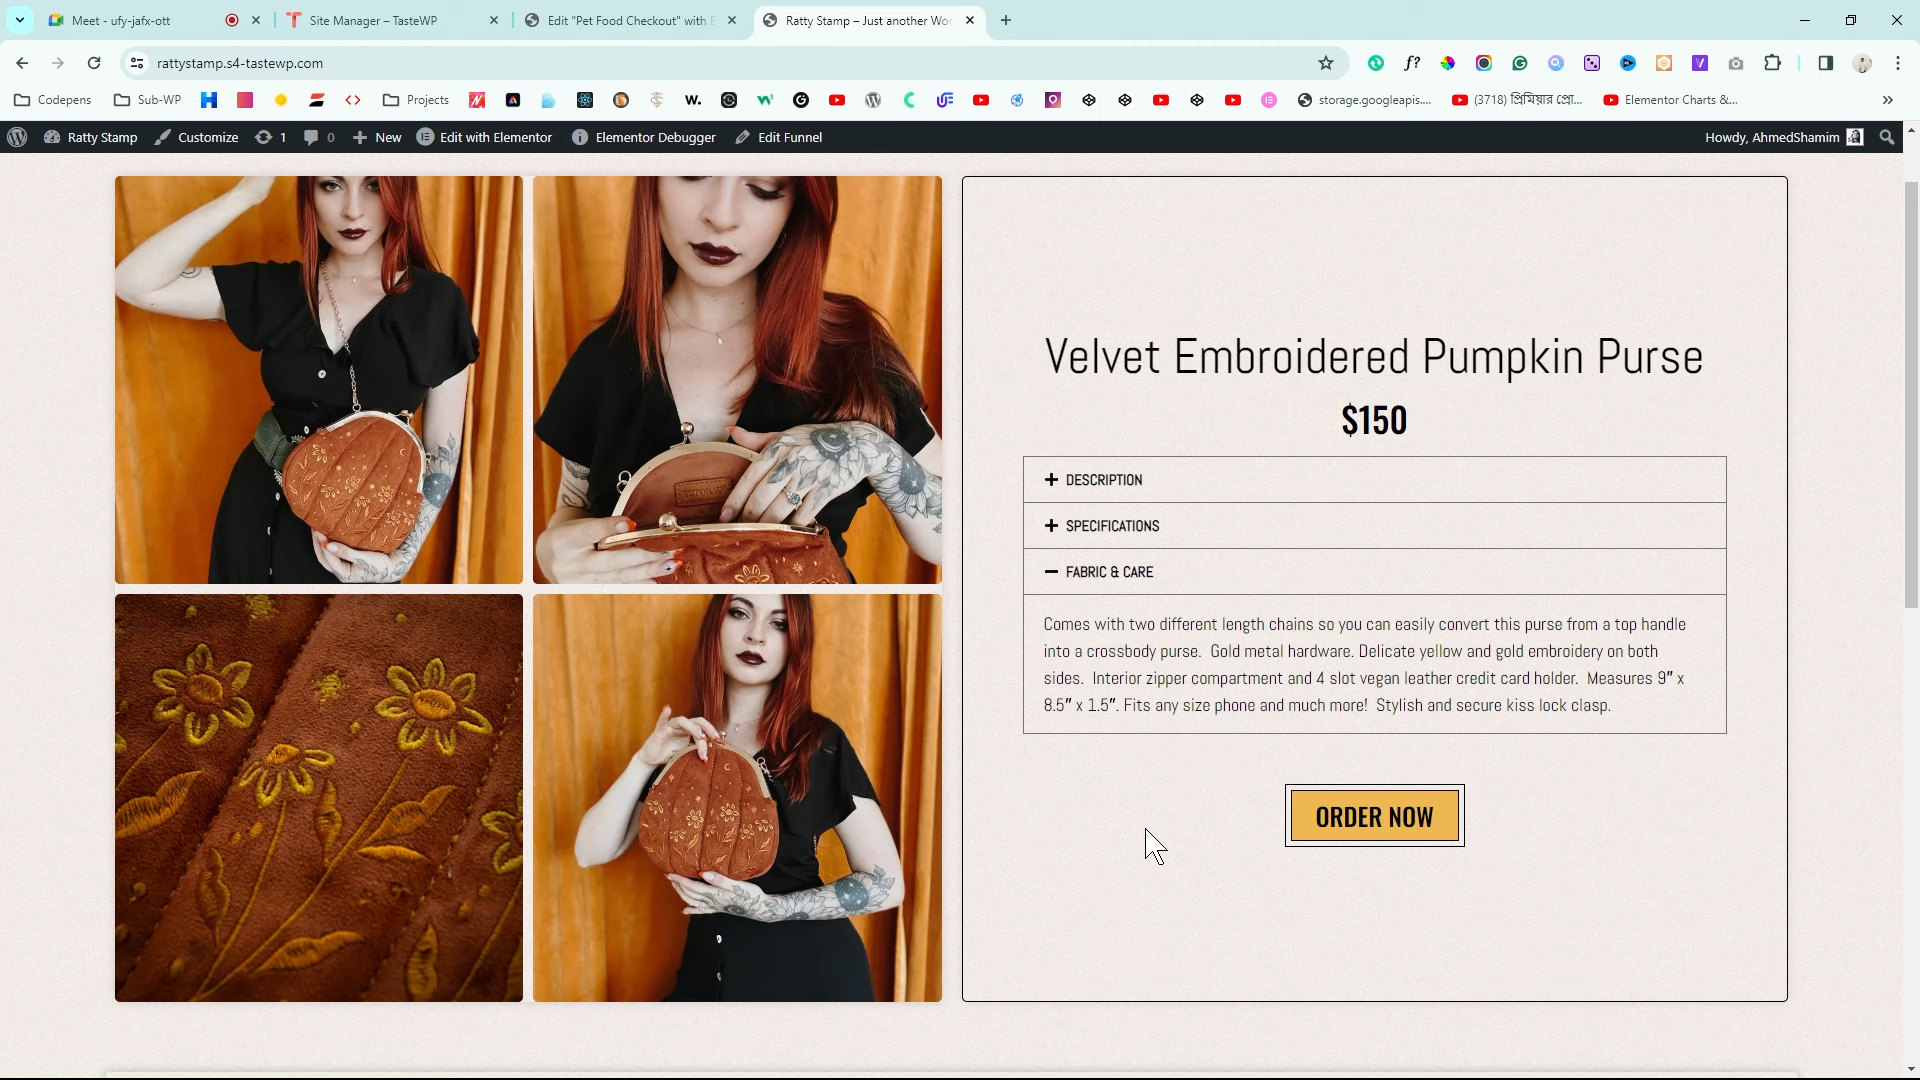 Meet - ufy-jafx-ott
Site Manager – TasteWP
Edit "Pet Food Checkout" with
Ratty Stamp – Just another Wor
rattystamp.s4-tastewp.com
f?
Codepens
Sub-WP
Projects
W.
storage.googleapis....
(3718) প্রিমিয়ার প্রো...
Elementor Charts &...
Ratty Stamp
Customize
1
0
New
Edit with Elementor
Elementor Debugger
Edit Funnel
Howdy, AhmedShamim
Velvet Embroidered Pumpkin Purse
$150
DESCRIPTION
SPECIFICATIONS
FABRIC & CARE
Comes with two different length chains so you can easily convert this purse from a top handle
into a crossbody purse. Gold metal hardware. Delicate yellow and gold embroidery on both
sides. Interior zipper compartment and 4 slot vegan leather credit card holder. Measures 9″ x
8.5″ x 1.5″. Fits any size phone and much more! Stylish and secure kiss lock clasp.
ORDER NOW